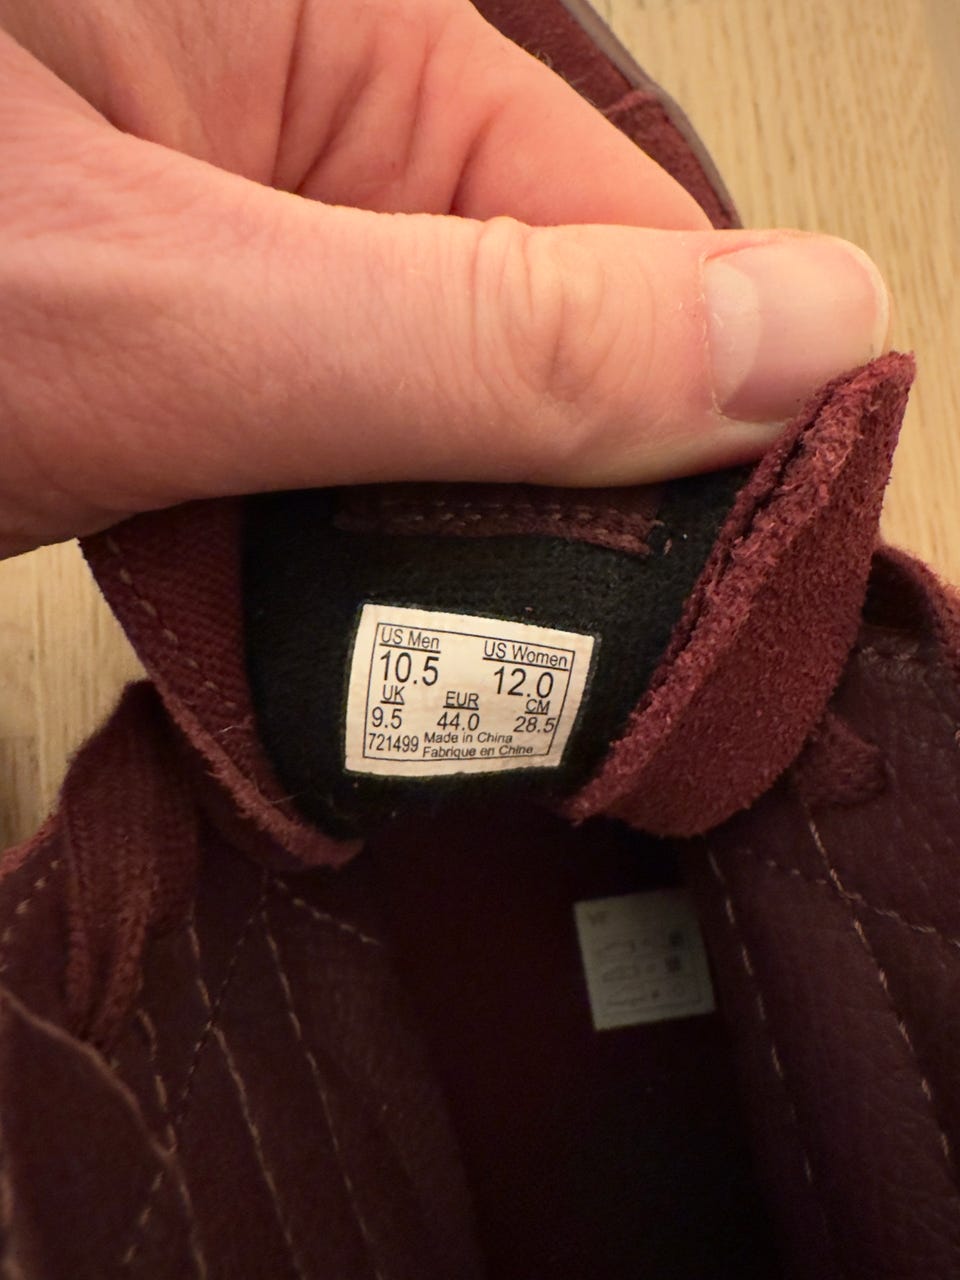 US Men US Women
10.5 12.0
UK EUR CM
9.5 44.0 28.5
721499 Made in China
Fabrique en Chine
VF